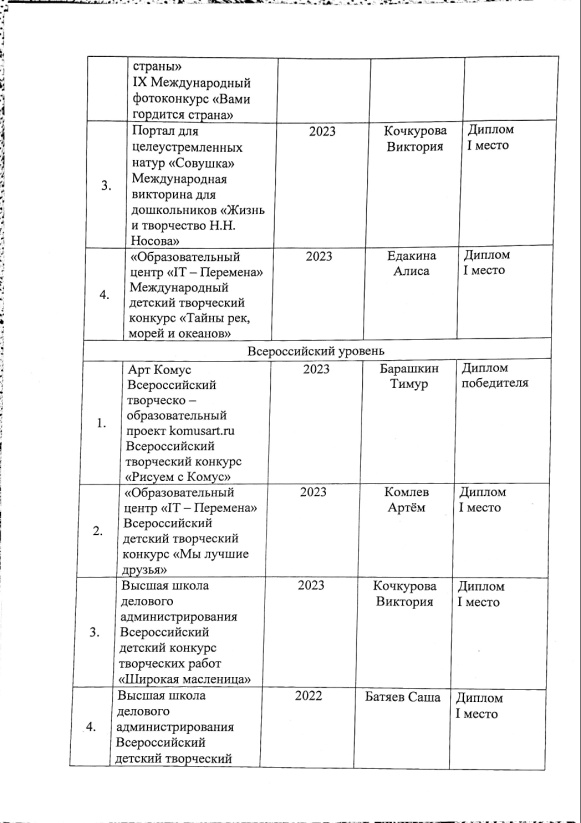 страны»
IX Международный
фотоконкурс «Вами
гордится страна»
3.
Портал для
целеустремленных
натур «Совушка»
Международная
викторина для
дошкольников «Жизнь
и творчество Н.Н.
Носова»
2023
Кочкурова
Виктория
Диплом
I место
4.
«Образовательный
центр «IT – Перемена»
Международный
детский творческий
конкурс «Тайны рек,
морей и океанов»
2023
Едакина
Алиса
Диплом
I место
Всероссийский уровень
1.
Арт Комус
Всероссийский
творческо –
образовательный
проект komusart.ru
Всероссийский
творческий конкурс
«Рисуем с Комус»
2023
Барашкин
Тимур
Диплом
победителя
2.
«Образовательный
центр «IT – Перемена»
Всероссийский
детский творческий
конкурс «Мы лучшие
друзья»
2023
Комлев
Артём
Диплом
I место
3.
Высшая школа
делового
администрирования
Всероссийский
детский конкурс
творческих работ
«Широкая масленица»
2023
Кочкурова
Виктория
Диплом
I место
4.
Высшая школа
делового
администрирования
Всероссийский
детский творческий
2022
Батяев Саша
Диплом
I место